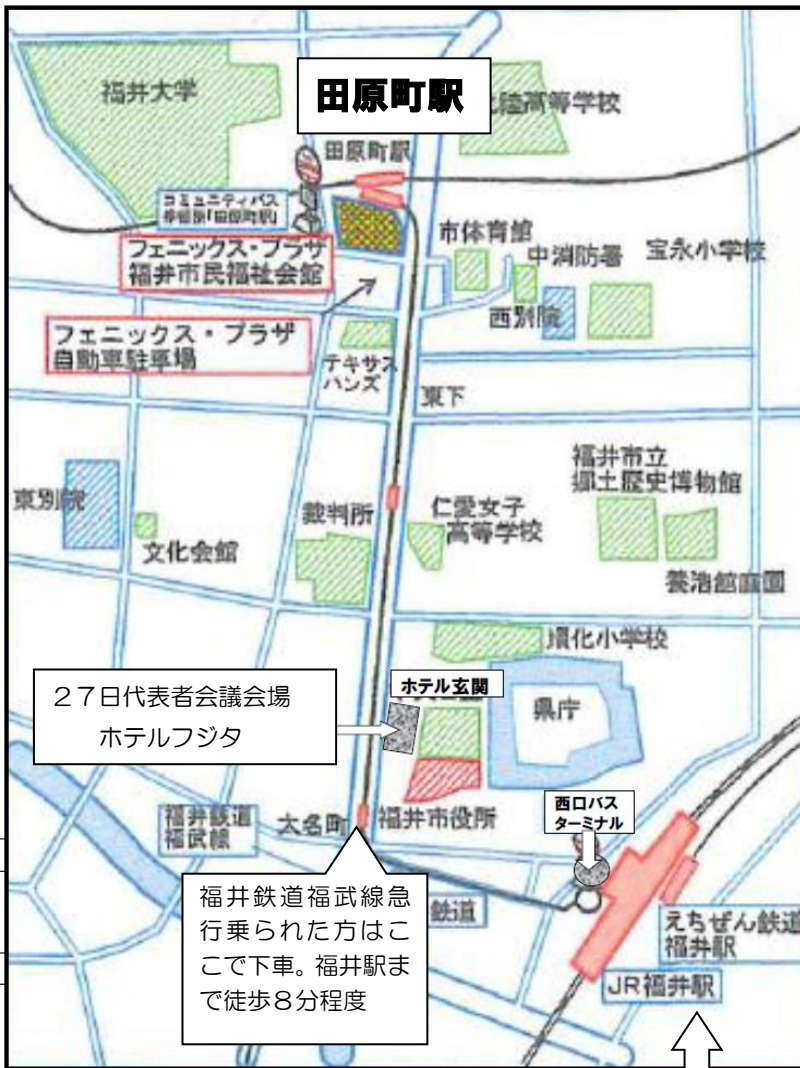 田原町駅
福井大学
陸高等学校
田原町駅
コミュニティバス
停留所「田原町駅」
フェニックス・プラザ
福井市民福祉会館
市体育館
中消防署
宝永小学校
西別院
フェニックス・プラザ
自動車駐車場
テキサス
ハンズ
東下
東別院
文化会館
裁判所
仁愛女子
高等学校
福井市立
郷土歴史博物館
養浩館庭園
順化小学校
ホテル玄関
27日代表者会議会場
ホテルフジタ
県庁
福井鉄道
福武線
大名町
福井市役所
西口バス
ターミナル
福井鉄道福武線急
行乗られた方はこ
こで下車。福井駅ま
で徒歩8分程度
鉄道
えちぜん鉄道
福井駅
JR福井駅